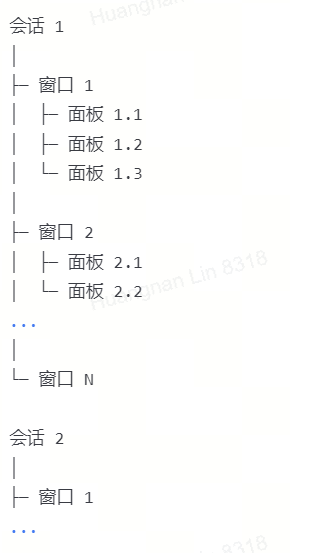 Huangnan
会话 1
│
├─ 窗口 1
│  ├─ 面板 1.1
│  ├─ 面板 1.2
│  └─ 面板 1.3
│
├─ 窗口 2
│  ├─ 面板 2.1
│  └─ 面板 2.2
Huangnan Lin 8318
...
│
└─ 窗口 N
会话 2
│
├─ 窗口 1
...
8318